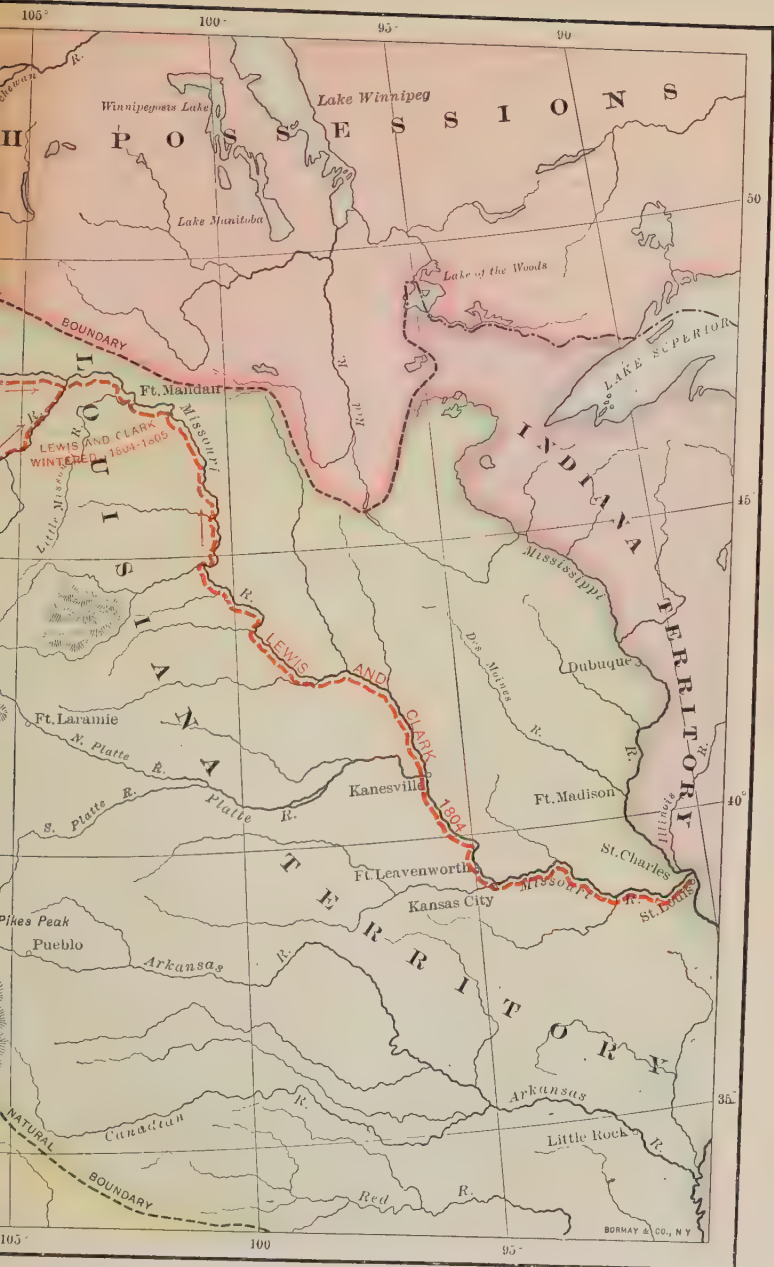 105° 100° 95° 90
R.
Winnipegosis Lake
Lake Winnipeg
H POSSESSIONS
50
Lake Manitoba
Lake of the Woods
BOUNDARY
LAKE SUPERIOR
R.
Red
Ft. Mandan
Missouri
R.
R.
LEWIS AND CLARK
WINTERED 1804-1805
Little Misso
INDIANA
45
Mississippi
R.
LOUISIANA
LEWIS AND CLARK 1804
Des Moines
R.
Dubuque
TERRITORY
R.
R.
Ft. Laramie
N. Platte
R.
S. Platte R.
Platte
R.
Kanesville
Ft. Madison
40°
Illinois
St. Charles
TERRITORY
Ft. Leavenworth
Missouri R.
Kansas City
St. Louis
Pikes Peak
Pueblo
Arkansas
R.
Arkansas
R.
35
Canadian
R.
Little Rock
NATURAL
BOUNDARY
Red R.
BORMAY & CO., N Y
105° 100 95°